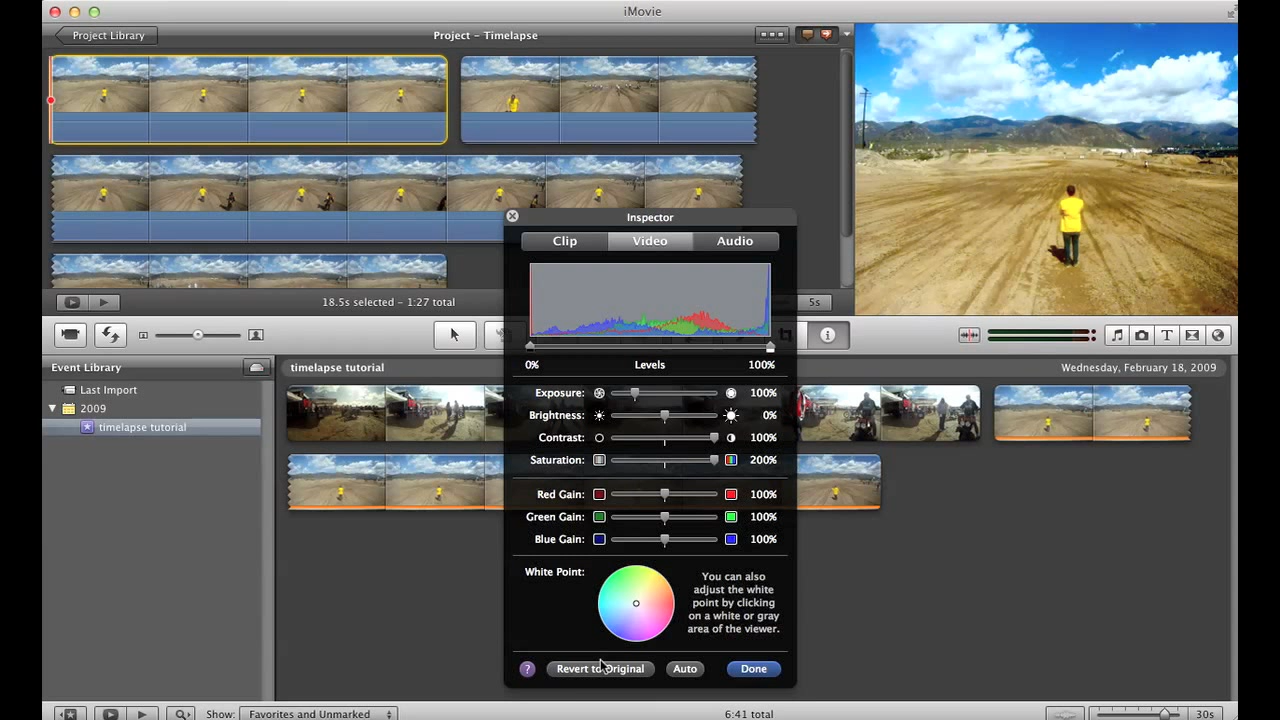 iMovie
Project Library
Project - Timelapse
18.5s selected - 1:27 total
5s
Inspector
Clip
Video
Audio
0%
Levels
100%
Event Library
Last Import
2009
timelapse tutorial
timelapse tutorial
Wednesday, February 18, 2009
Exposure: 100%
Brightness: 0%
Contrast: 100%
Saturation: 200%
Red Gain: 100%
Green Gain: 100%
Blue Gain: 100%
White Point:
You can also
adjust the white
point by clicking
on a white or gray
area of the viewer.
?
Revert to Original
Auto
Done
Show: Favorites and Unmarked
6:41 total
30s